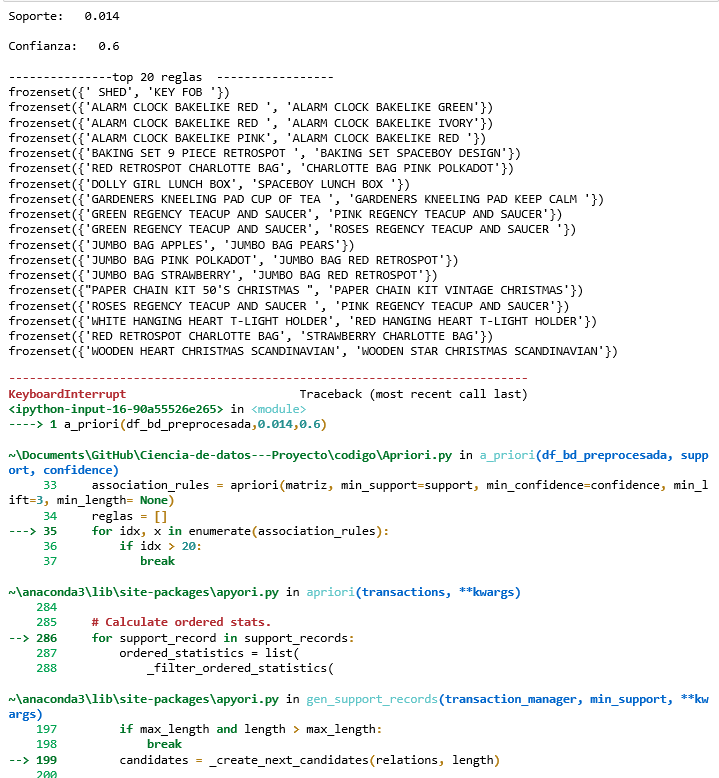 Soporte:   0.014
Confianza:   0.6
---------------top 20 reglas  -----------------
frozenset({' SHED', 'KEY FOB '})
frozenset({'ALARM CLOCK BAKELIKE RED ', 'ALARM CLOCK BAKELIKE GREEN'})
frozenset({'ALARM CLOCK BAKELIKE RED ', 'ALARM CLOCK BAKELIKE IVORY'})
frozenset({'ALARM CLOCK BAKELIKE PINK', 'ALARM CLOCK BAKELIKE RED '})
frozenset({'BAKING SET 9 PIECE RETROSPOT ', 'BAKING SET SPACEBOY DESIGN'})
frozenset({'RED RETROSPOT CHARLOTTE BAG', 'CHARLOTTE BAG PINK POLKADOT'})
frozenset({'DOLLY GIRL LUNCH BOX', 'SPACEBOY LUNCH BOX '})
frozenset({'GARDENERS KNEELING PAD CUP OF TEA ', 'GARDENERS KNEELING PAD KEEP CALM '})
frozenset({'GREEN REGENCY TEACUP AND SAUCER', 'PINK REGENCY TEACUP AND SAUCER'})
frozenset({'GREEN REGENCY TEACUP AND SAUCER', 'ROSES REGENCY TEACUP AND SAUCER '})
frozenset({'JUMBO BAG APPLES', 'JUMBO BAG PEARS'})
frozenset({'JUMBO BAG PINK POLKADOT', 'JUMBO BAG RED RETROSPOT'})
frozenset({'JUMBO BAG STRAWBERRY', 'JUMBO BAG RED RETROSPOT'})
frozenset({"PAPER CHAIN KIT 50'S CHRISTMAS ", 'PAPER CHAIN KIT VINTAGE CHRISTMAS'})
frozenset({'ROSES REGENCY TEACUP AND SAUCER ', 'PINK REGENCY TEACUP AND SAUCER'})
frozenset({'WHITE HANGING HEART T-LIGHT HOLDER', 'RED HANGING HEART T-LIGHT HOLDER'})
frozenset({'RED RETROSPOT CHARLOTTE BAG', 'STRAWBERRY CHARLOTTE BAG'})
frozenset({'WOODEN HEART CHRISTMAS SCANDINAVIAN', 'WOODEN STAR CHRISTMAS SCANDINAVIAN'})
---------------------------------------------------------------------------
KeyboardInterrupt                         Traceback (most recent call last)
<ipython-input-16-90a55526e265> in <module>
----> 1 a_priori(df_bd_preprocesada,0.014,0.6)
~\Documents\GitHub\Ciencia-de-datos---Proyecto\codigo\Apriori.py in a_priori(df_bd_preprocesada, supp
ort, confidence)
     33     association_rules = apriori(matriz, min_support=support, min_confidence=confidence, min_l
ift=3, min_length= None)
     34     reglas = []
---> 35     for idx, x in enumerate(association_rules):
     36         if idx > 20:
     37            break
~\anaconda3\lib\site-packages\apyori.py in apriori(transactions, **kwargs)
    284
    285     # Calculate ordered stats.
--> 286     for support_record in support_records:
    287         ordered_statistics = list(
    288             _filter_ordered_statistics(
~\anaconda3\lib\site-packages\apyori.py in gen_support_records(transaction_manager, min_support, **kw
args)
    197         if max_length and length > max_length:
    198             break
--> 199         candidates = _create_next_candidates(relations, length)
    200